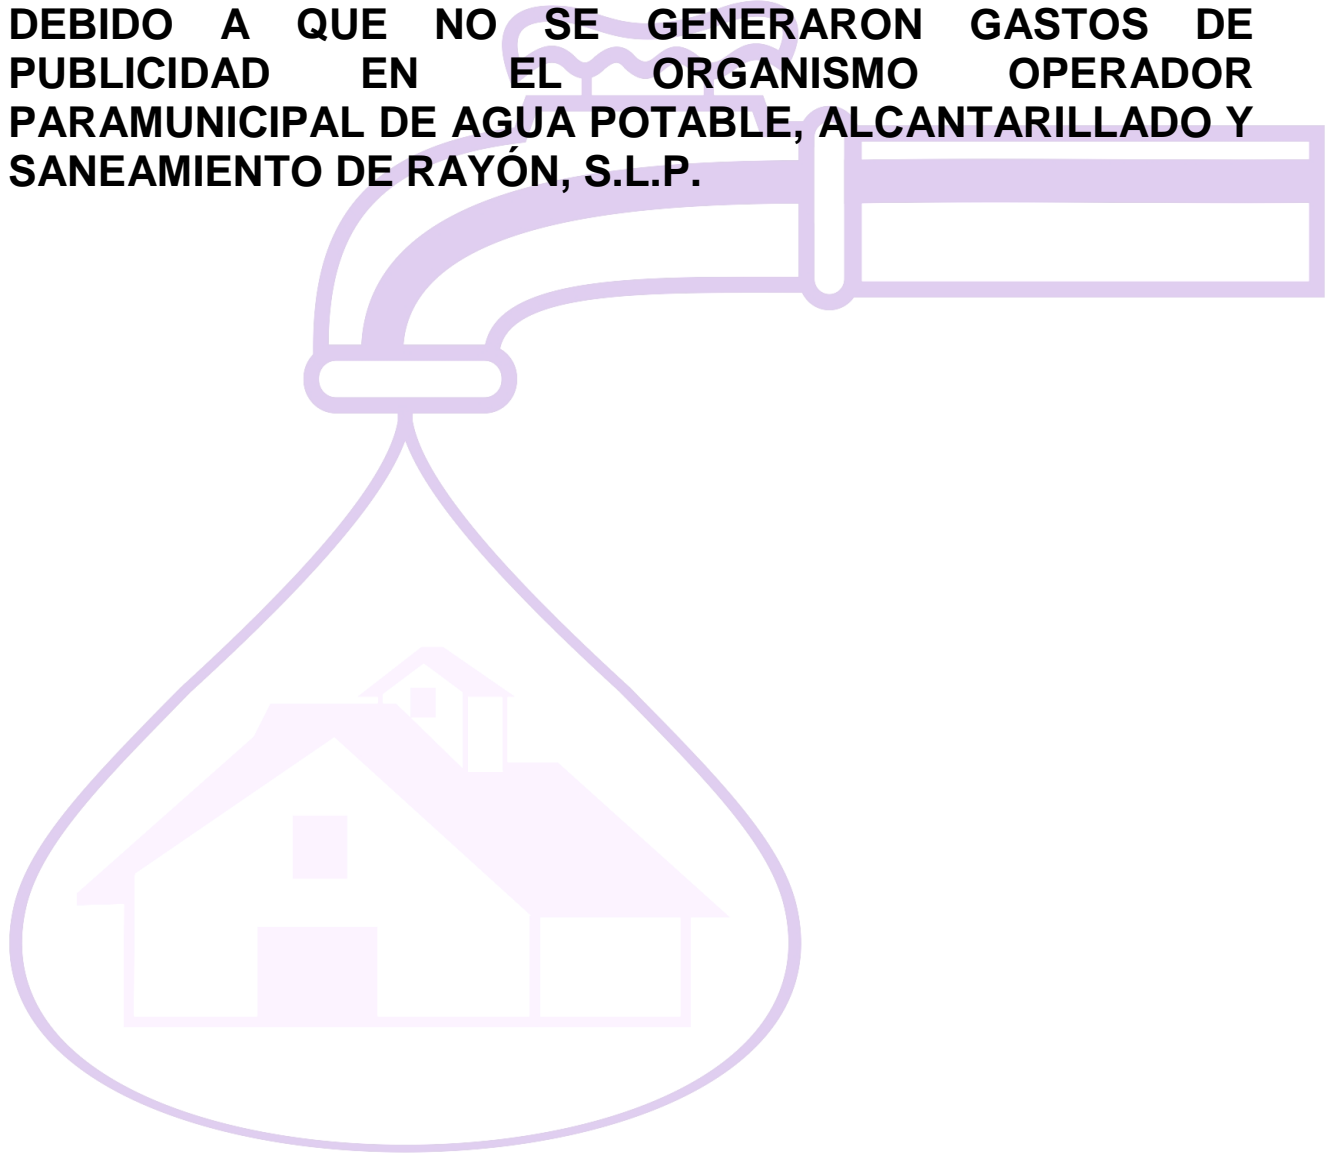 DEBIDO A QUE NO SE GENERARON GASTOS DE
PUBLICIDAD EN EL ORGANISMO OPERADOR
PARAMUNICIPAL DE AGUA POTABLE, ALCANTARILLADO Y
SANEAMIENTO DE RAYÓN, S.L.P.